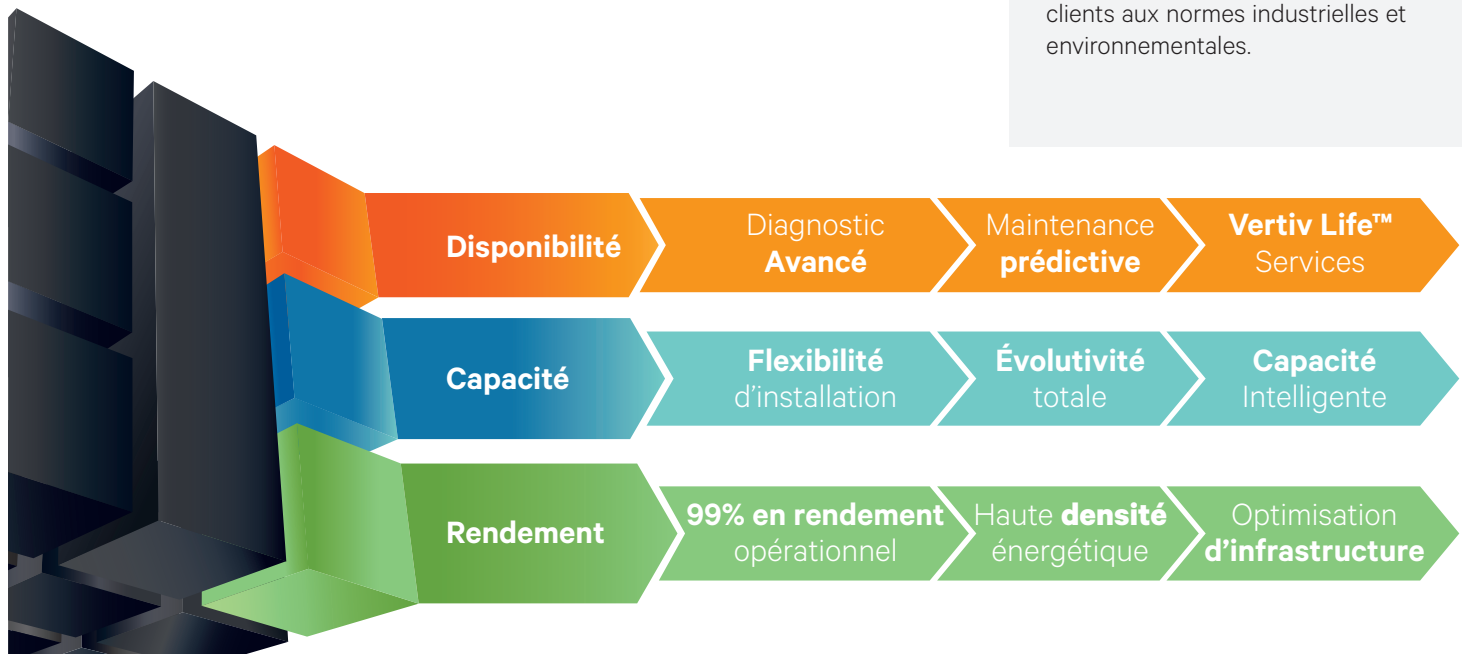 clients aux normes industrielles et
environnementales.
Disponibilité
Diagnostic
Avancé
Maintenance
prédictive
Vertiv Life™
Services
Capacité
Flexibilité
d'installation
Évolutivité
totale
Capacité
Intelligente
Rendement
99% en rendement
opérationnel
Haute densité
énergétique
Optimisation
d'infrastructure